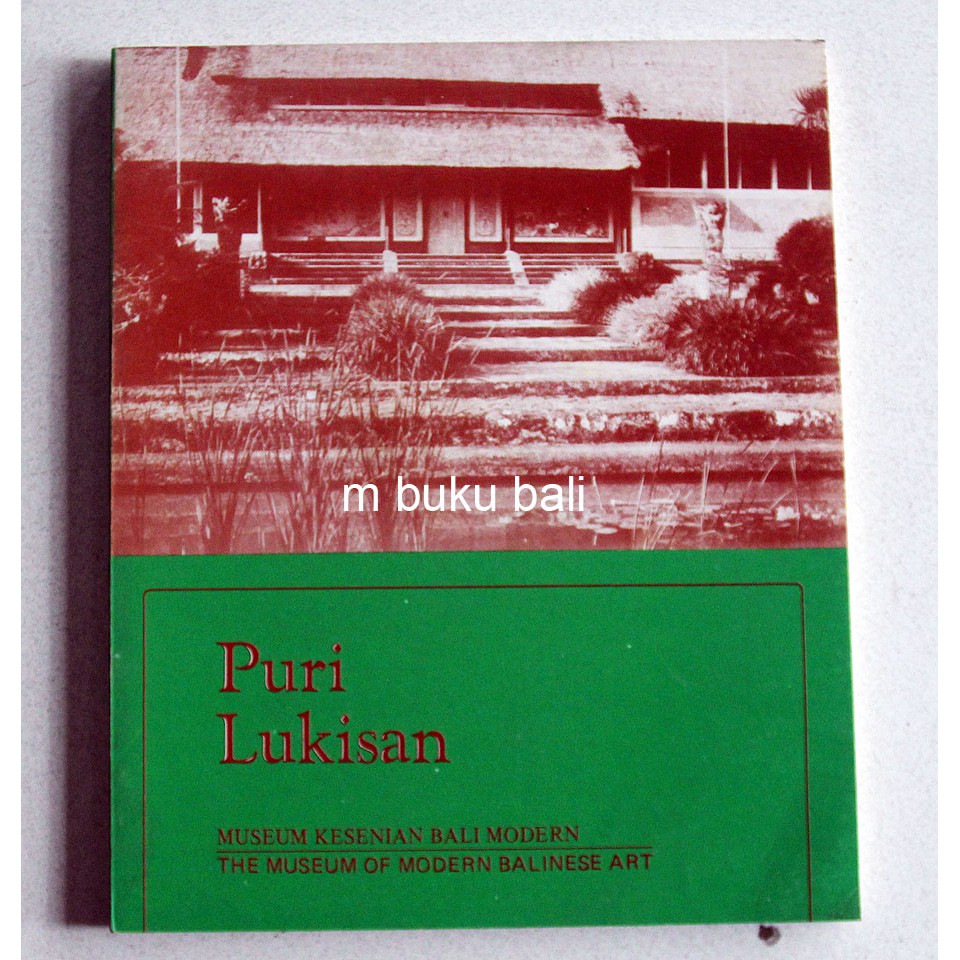 m buku bali
Puri
Lukisan
MUSEUM KESENIAN BALI MODERN
THE MUSEUM OF MODERN BALINESE ART